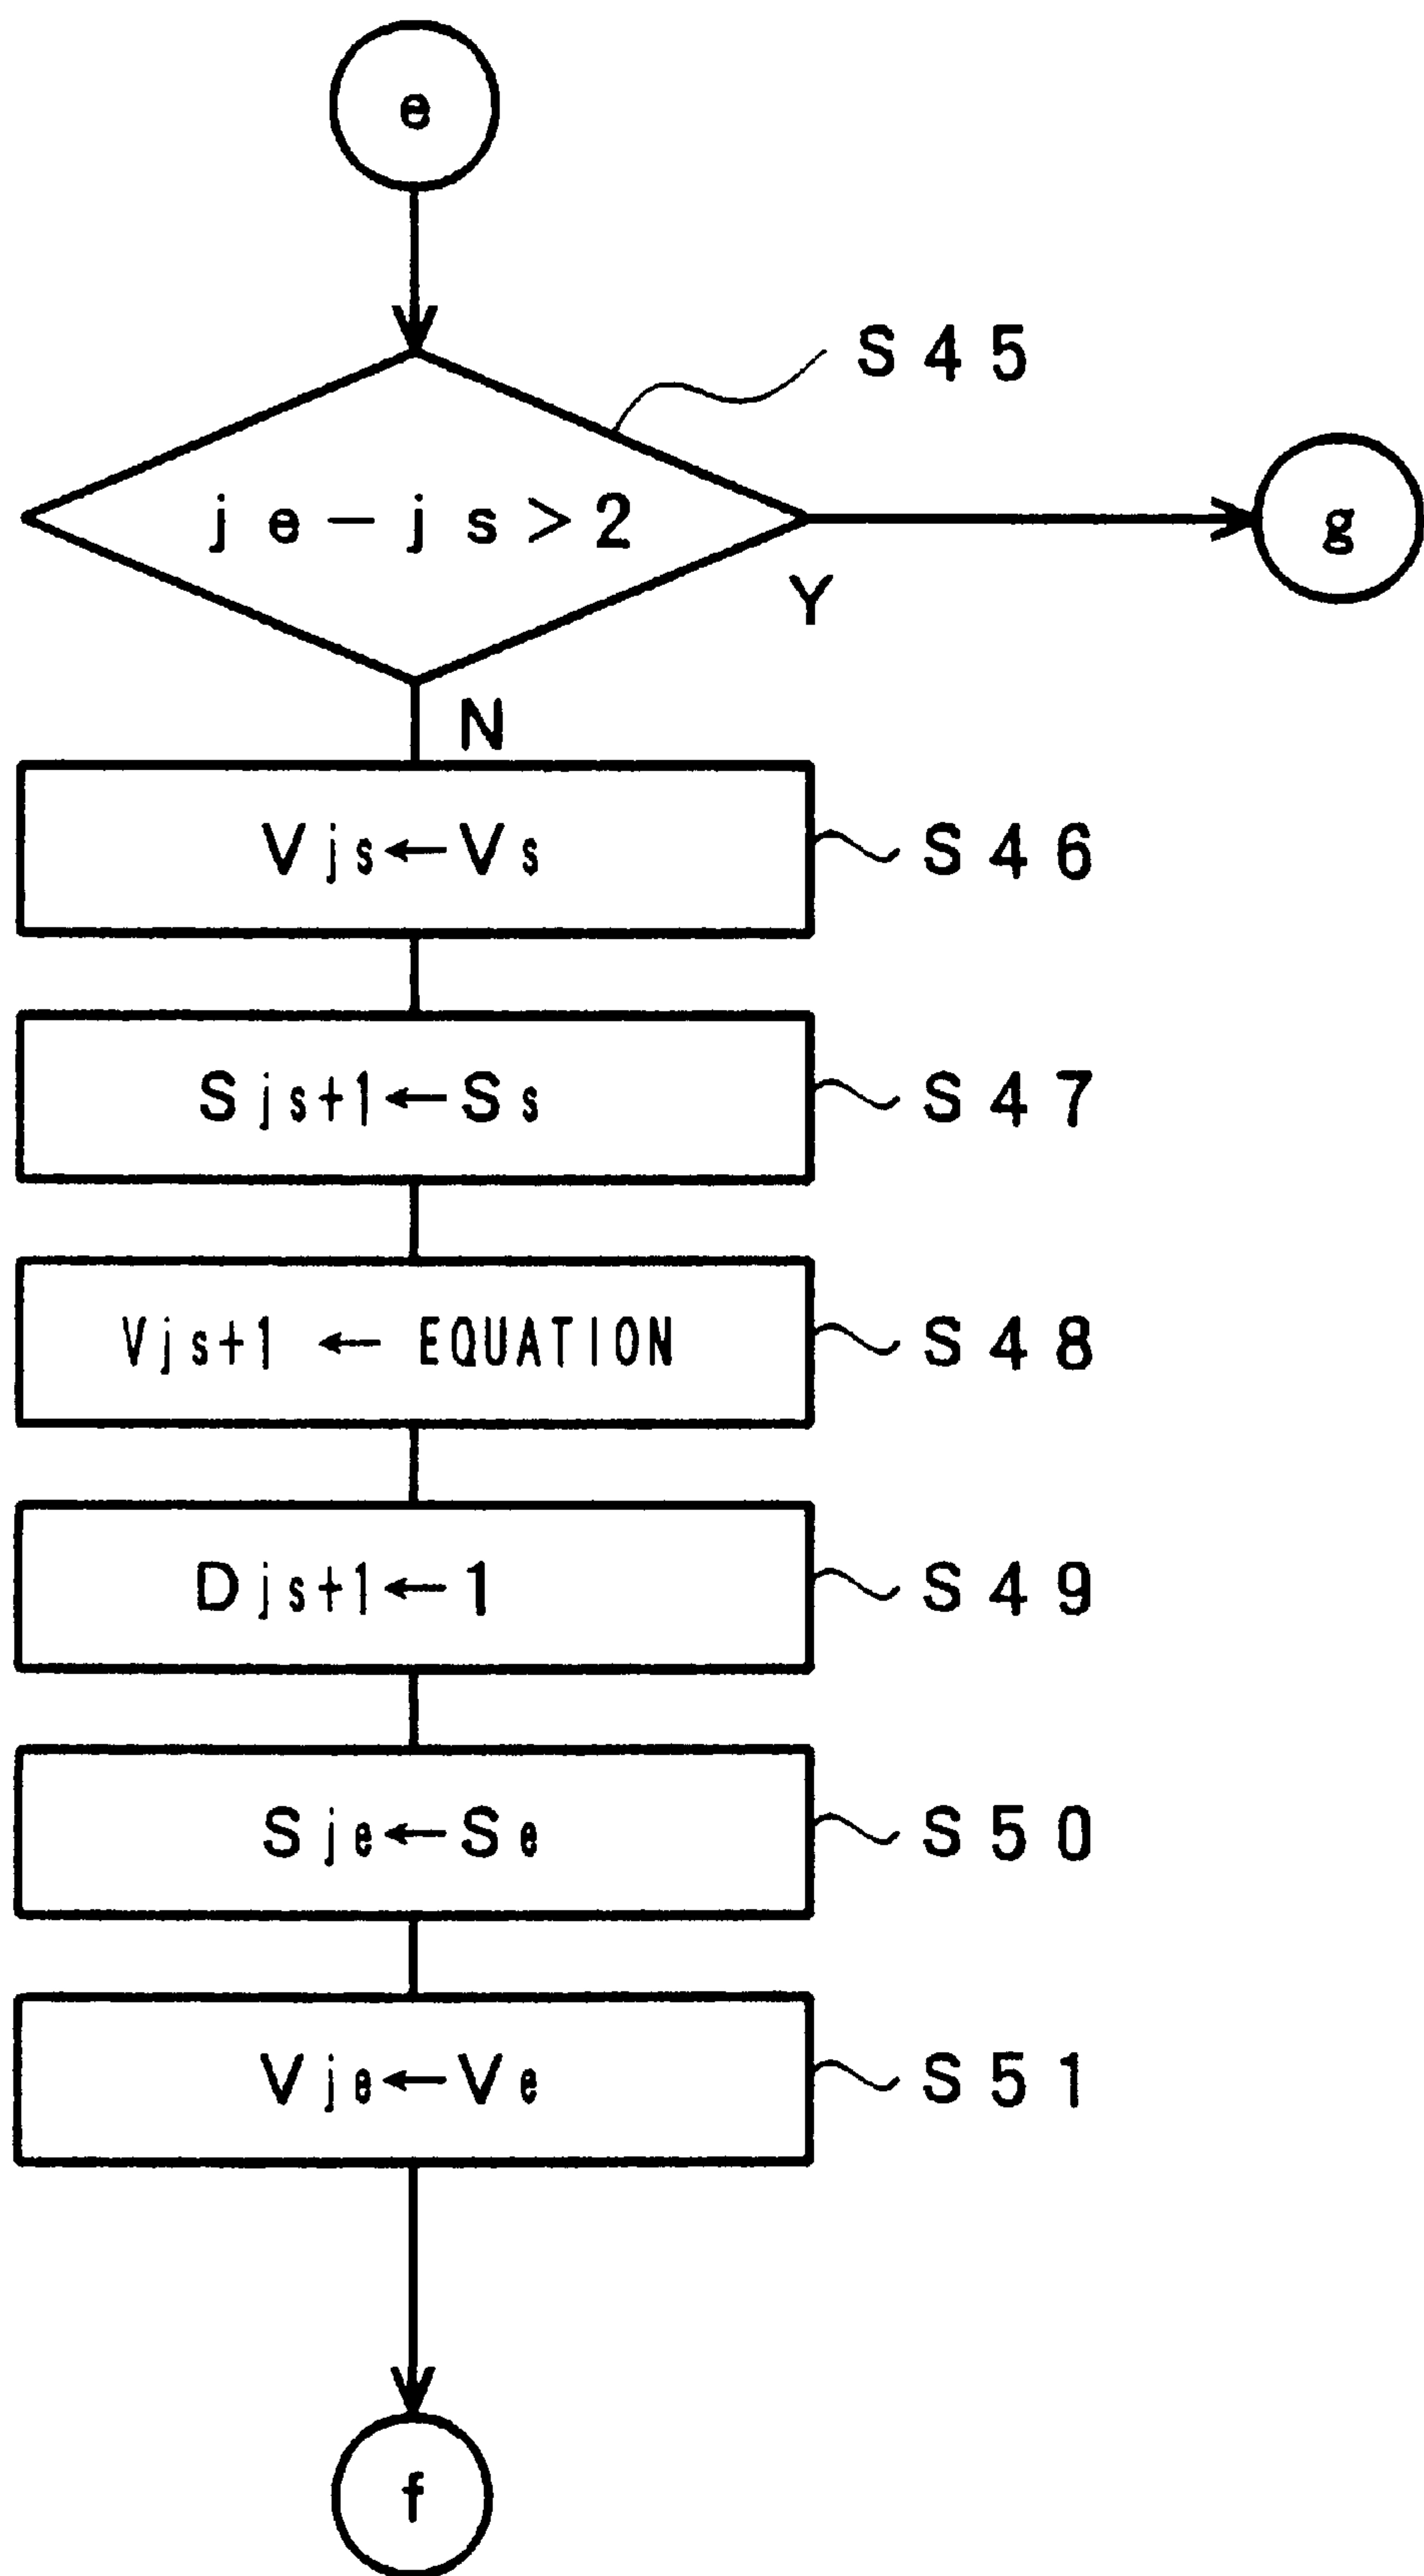 e
S45
je-js>2
g
Y
N
Vjs←Vs
S46
Sjs+1←Ss
S47
Vjs+1 ← EQUATION
S48
Djs+1←1
S49
Sje←Se
S50
Vje←Ve
S51
f